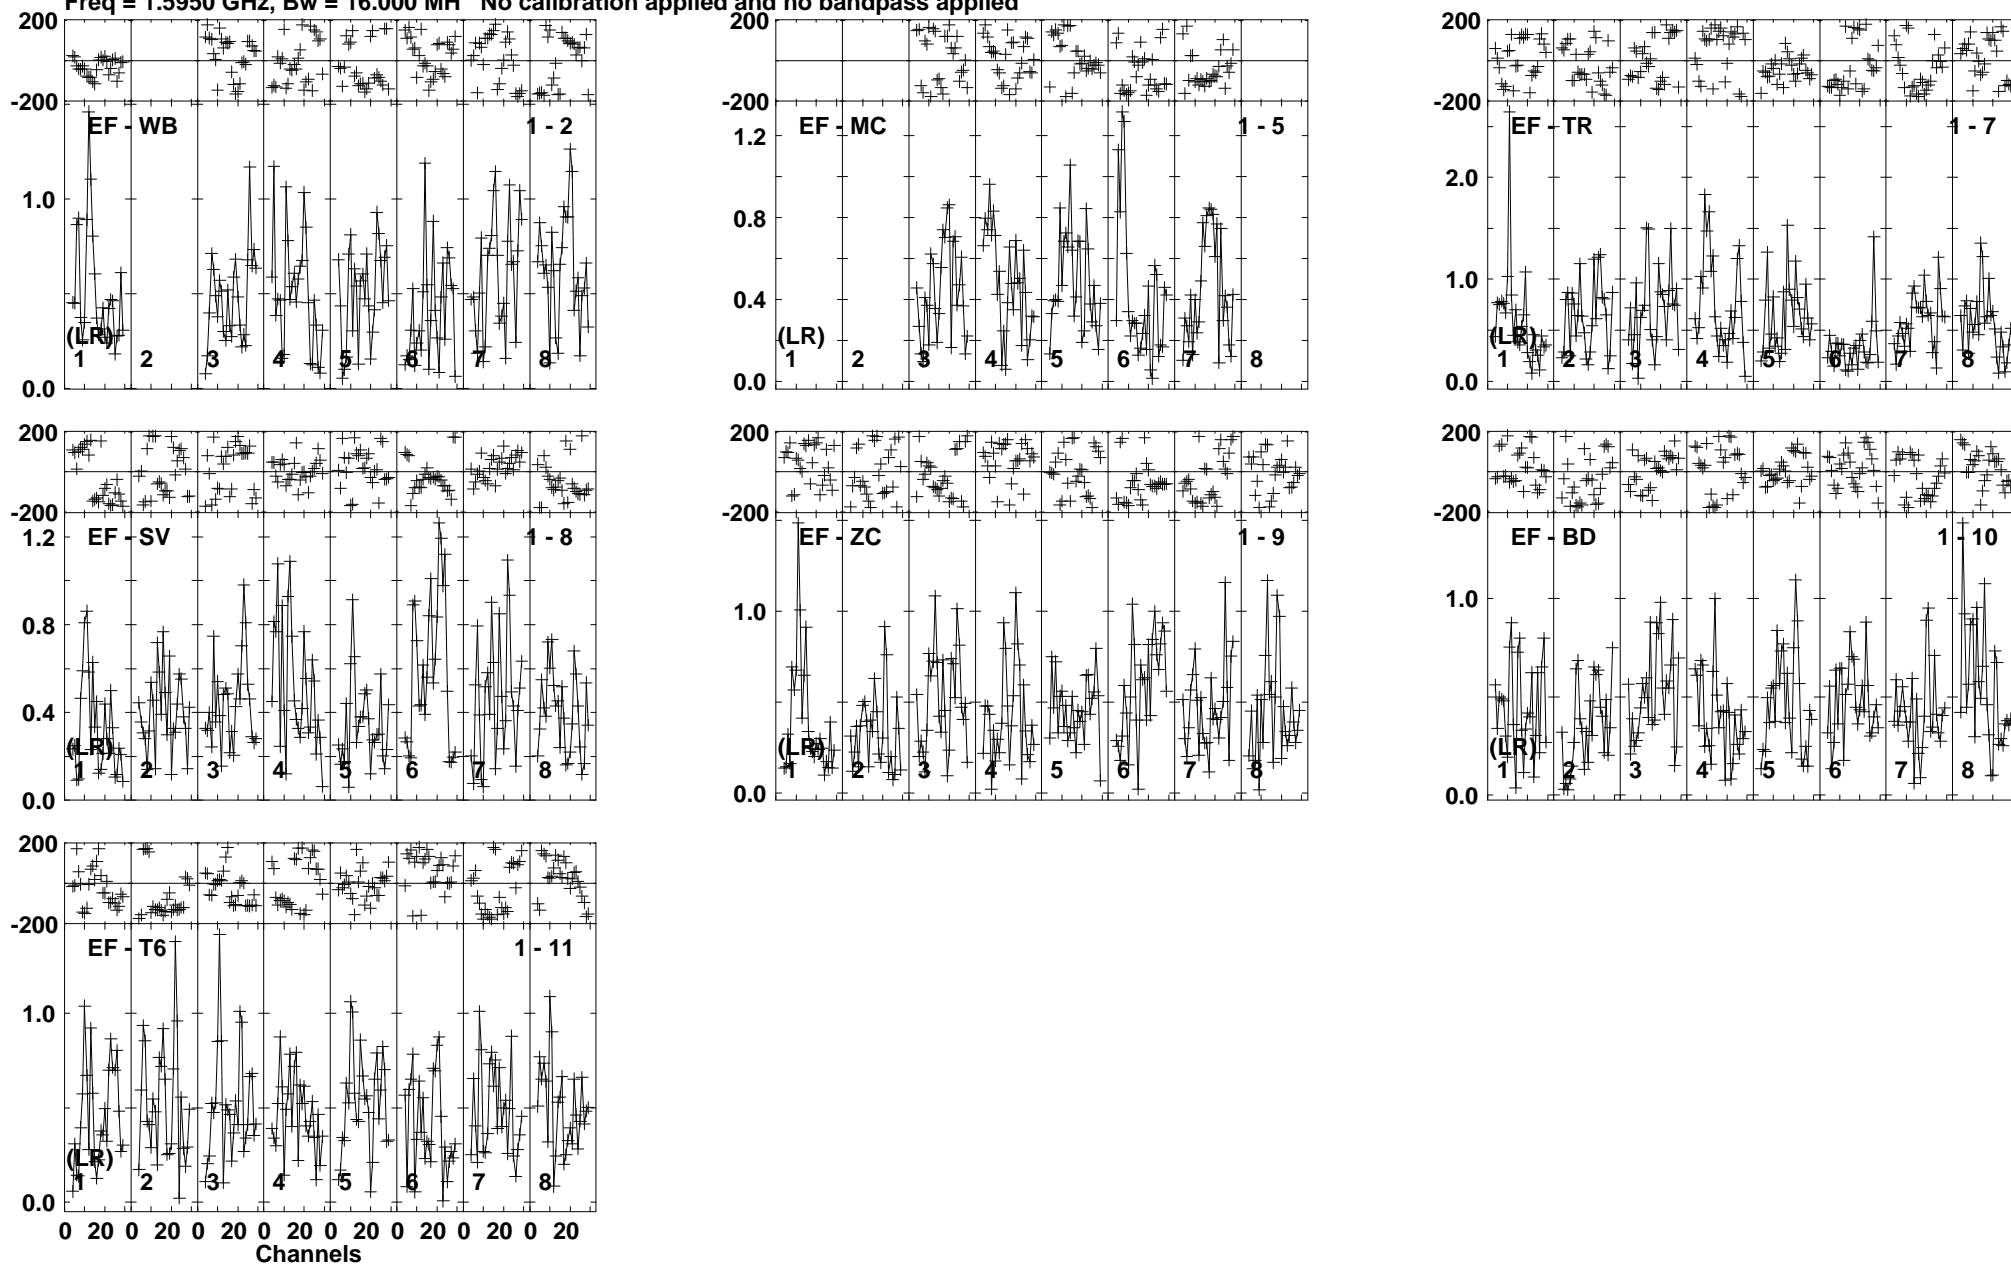 Freq = 1.5950 GHz, Bw = 16.000 MH No calibration applied and no bandpass applied
200 200 200
-200 -200 -200
EF - WB 1 - 2 EF - MC 1 - 5 EF - TR 1 - 7
1.2
2.0
1.0
0.8
1.0
0.4
(LR) (LR) (LR)
1 2 3 4 5 6 7 8 1 2 3 4 5 6 7 8 1 2 3 4 5 6 7 8
0.0 0.0 0.0
200 200 200
-200 -200 -200
EF - SV 1 - 8 EF - ZC 1 - 9 EF - BD 1 - 10
1.2
0.8 1.0 1.0
0.4
(LR) (LR) (LR)
1 2 3 4 5 6 7 8 1 2 3 4 5 6 7 8 1 2 3 4 5 6 7 8
0.0 0.0 0.0
200
-200
EF - T6 1 - 11
1.0
(LR)
1 2 3 4 5 6 7 8
0.0
0 20 0 20 0 20 0 20 0 20 0 20 0 20 0 20
Channels